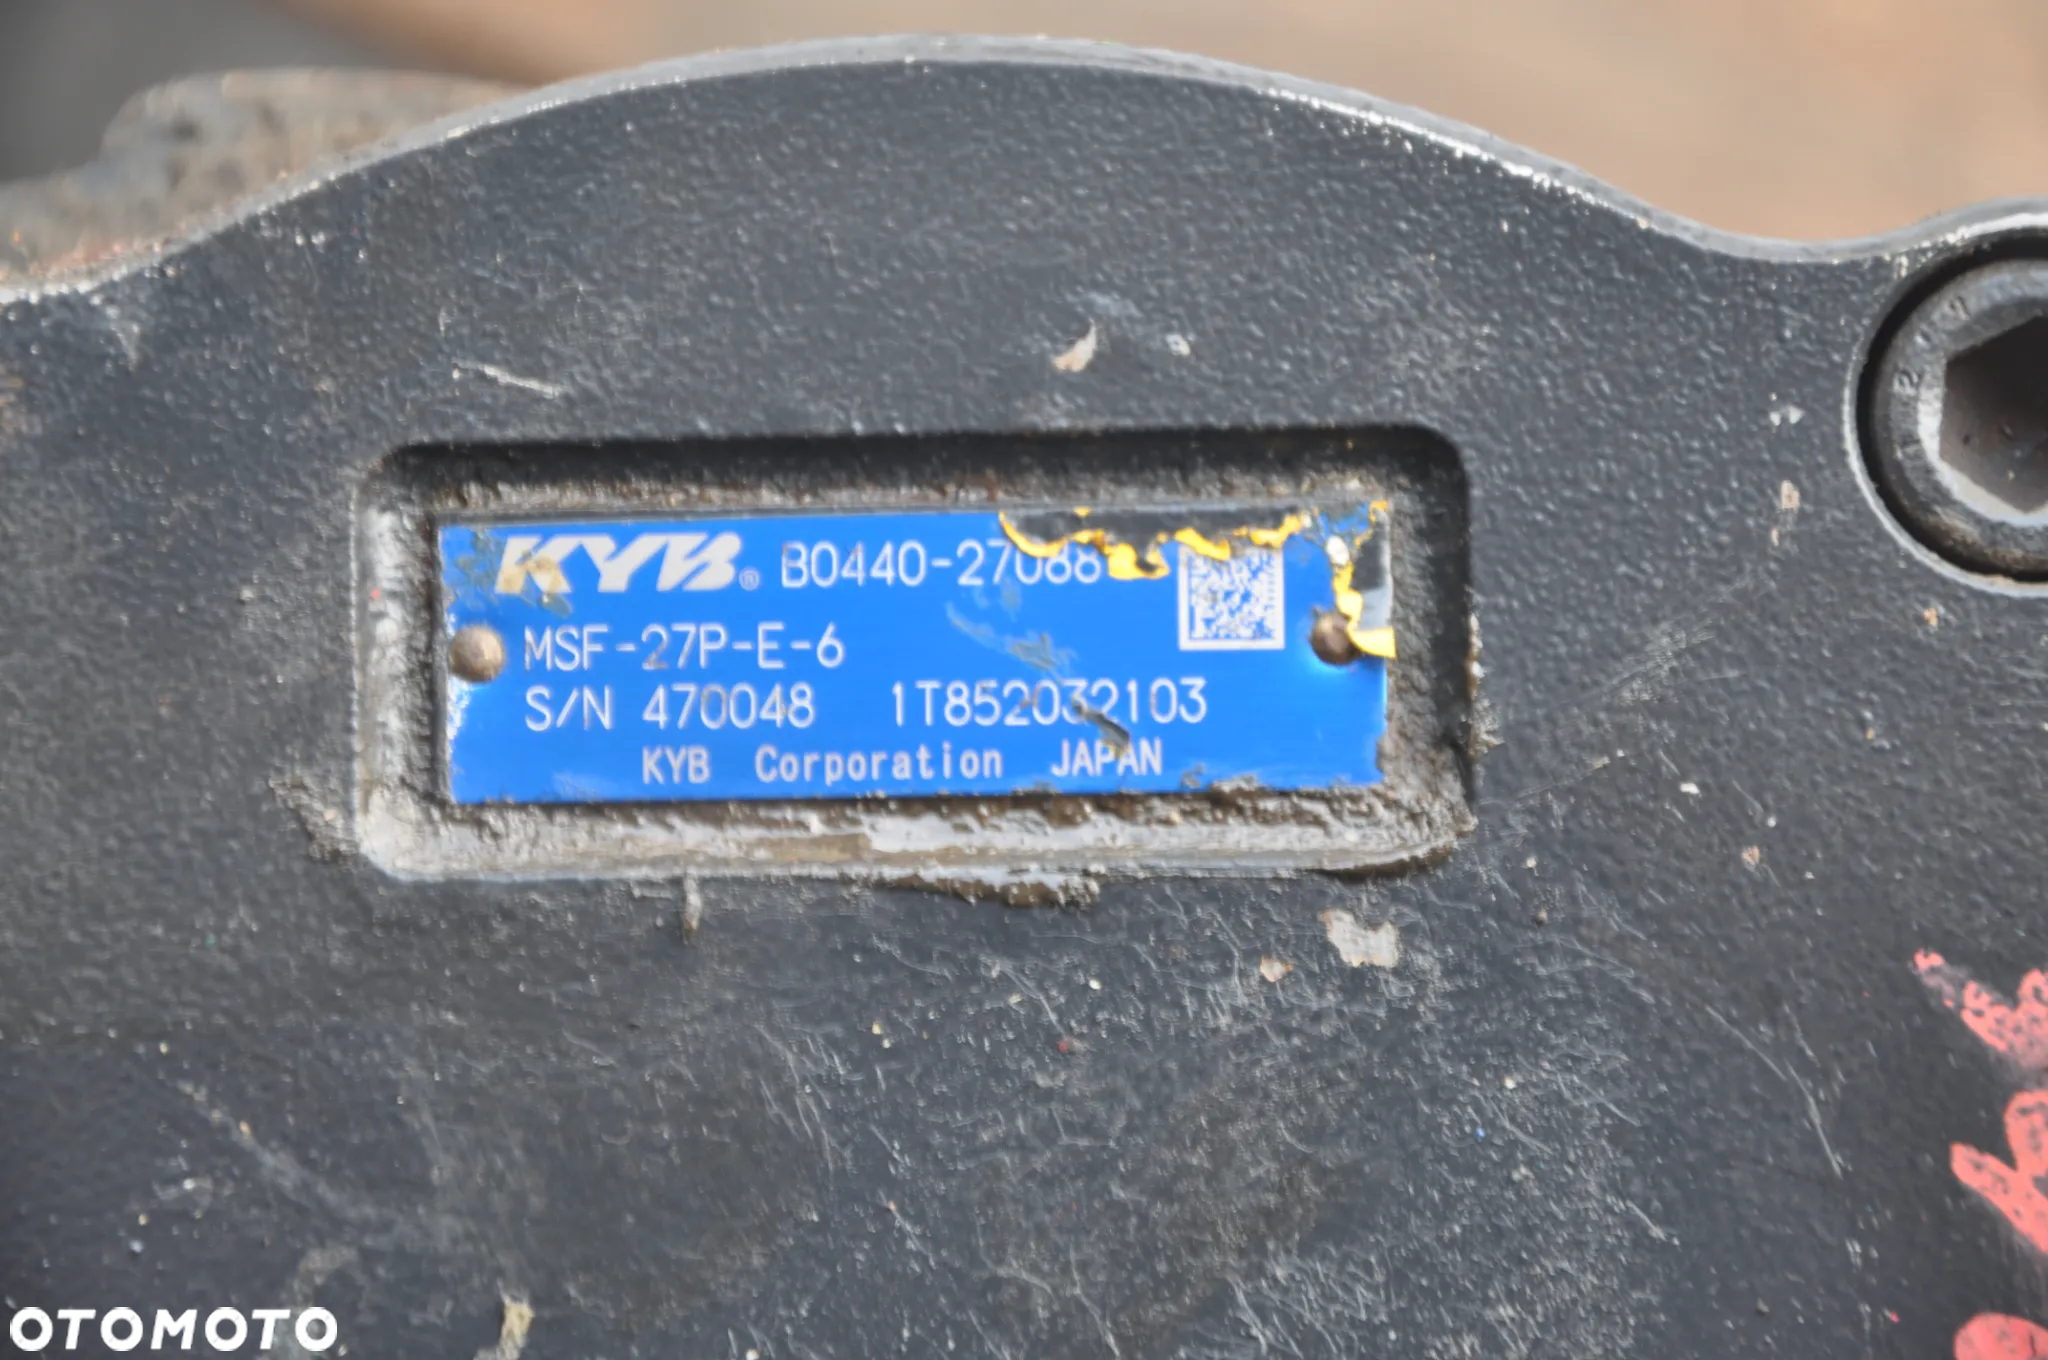 KYB® B0440-27088
MSF-27P-E-6
S/N 470048 1T852032103
KYB Corporation JAPAN
OTOMOTO